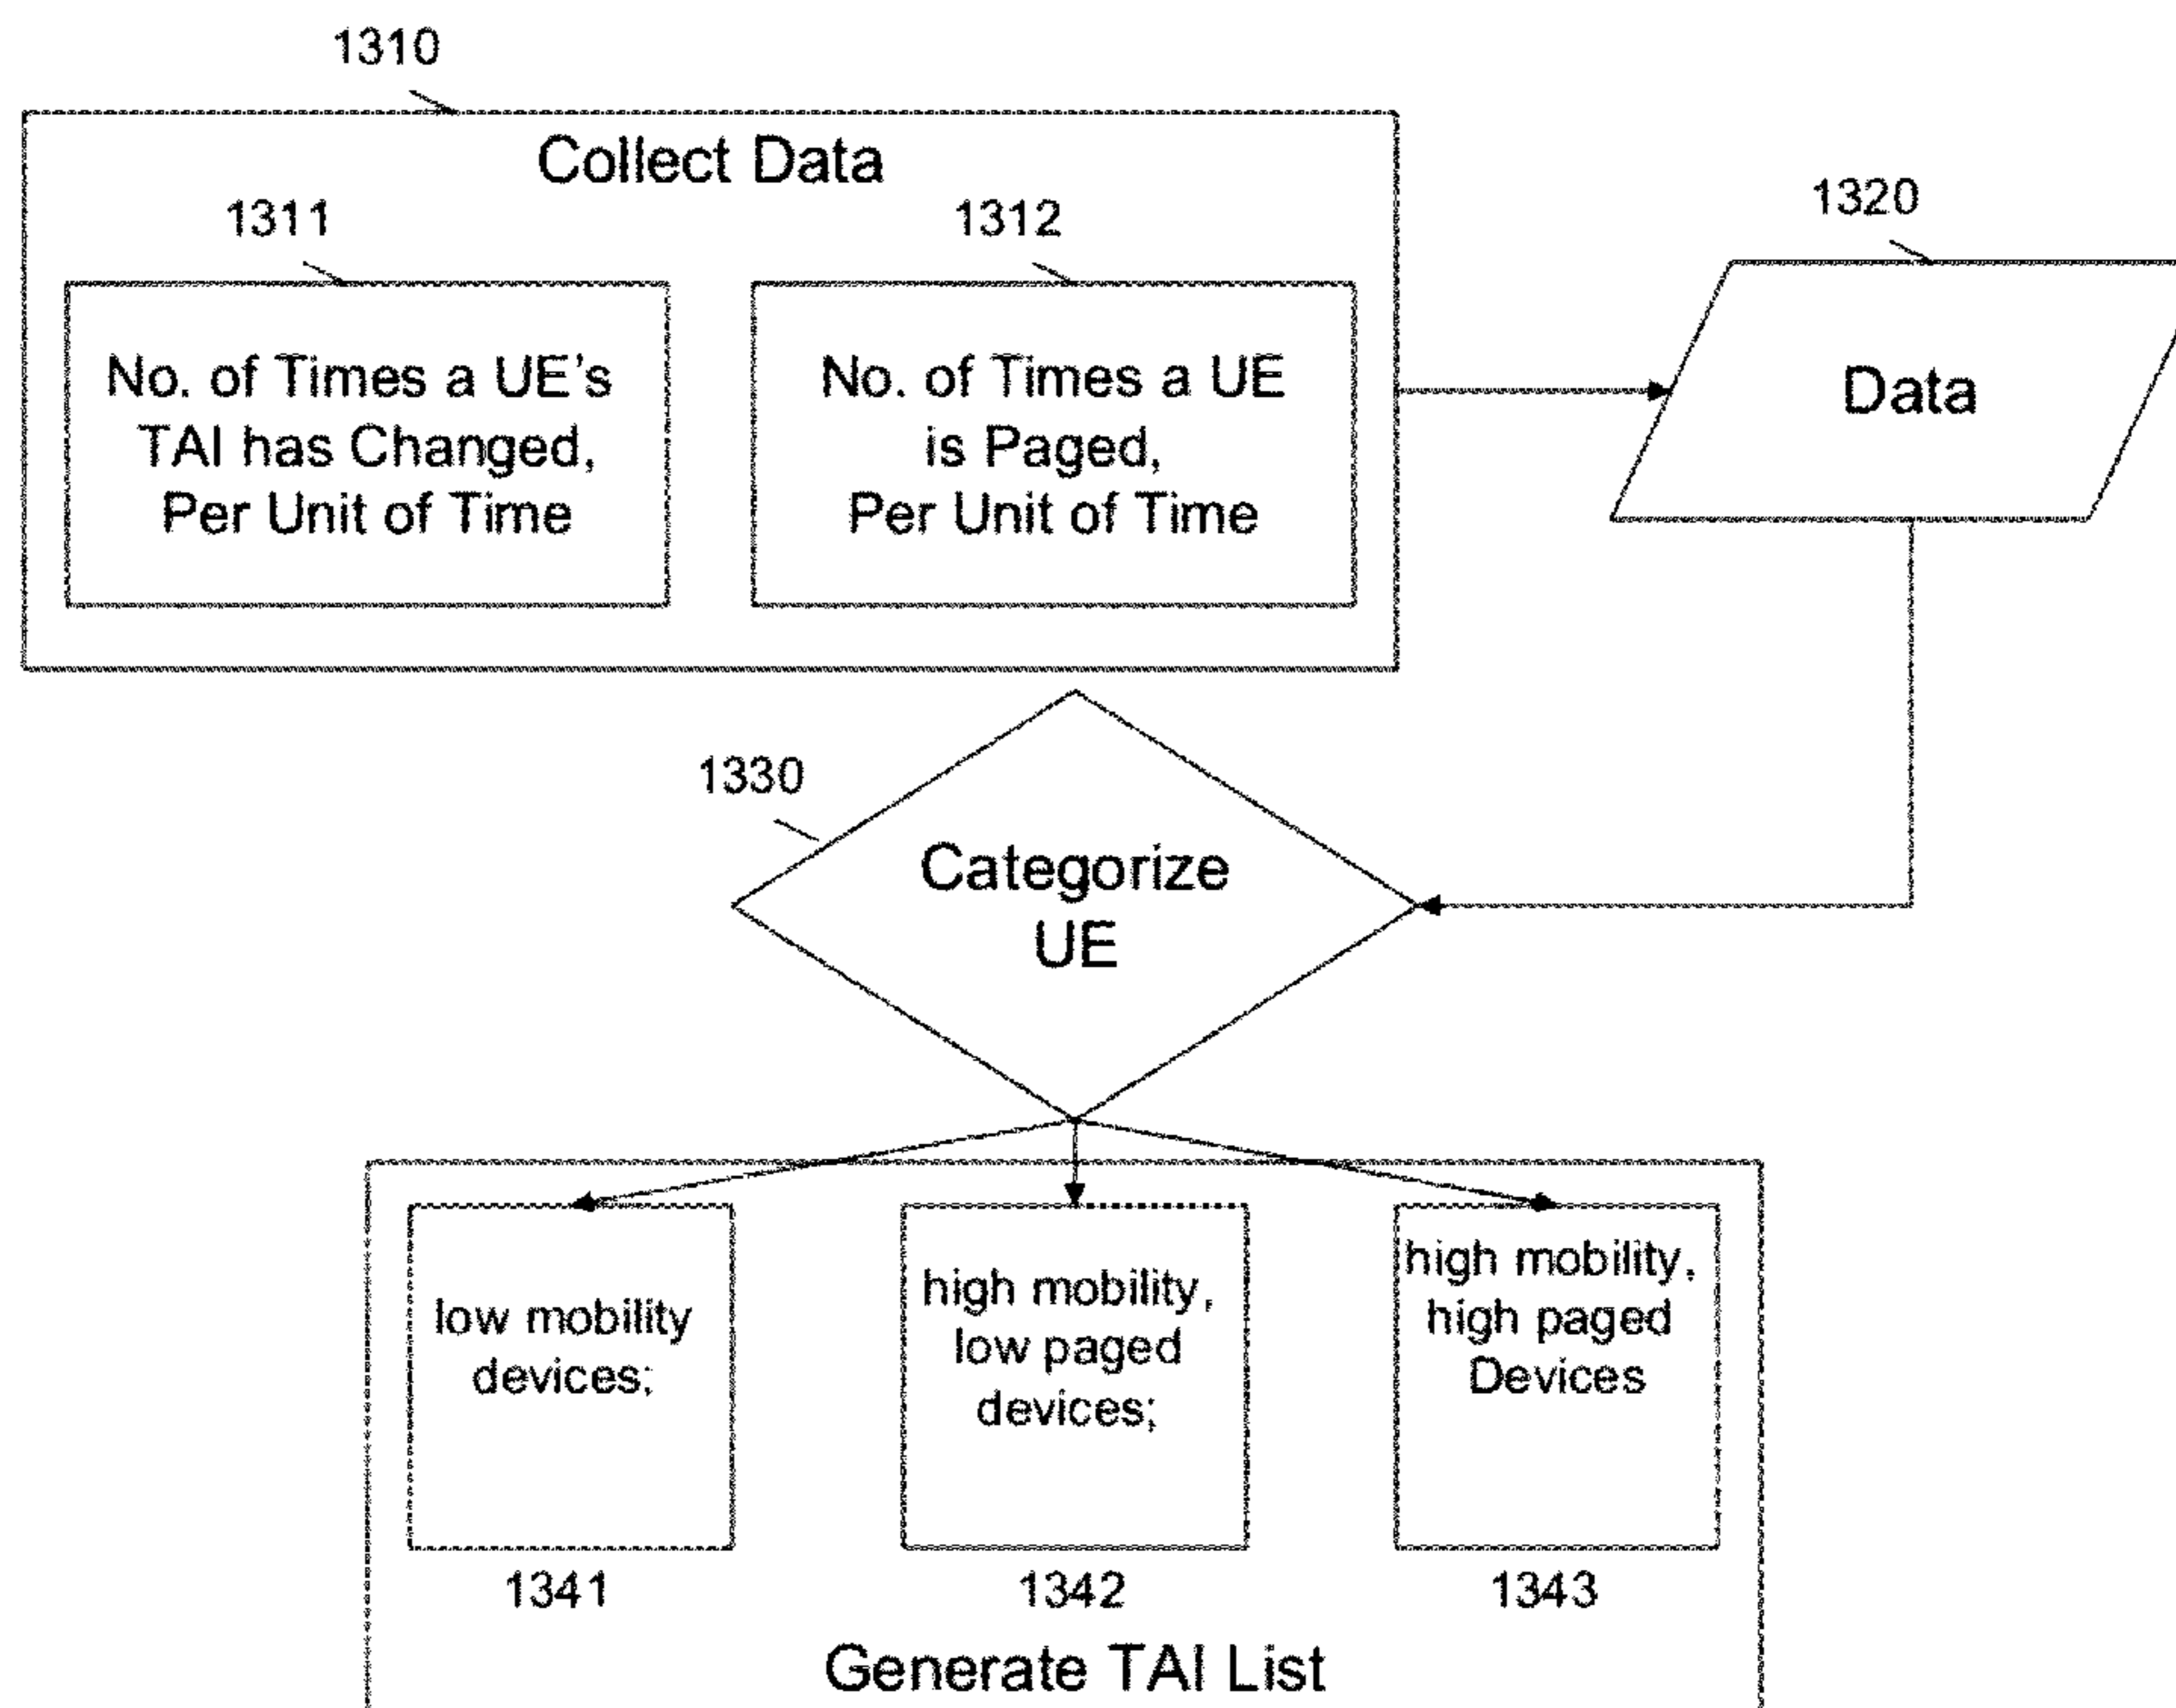 1310
Collect Data
1311
1312
1320
No. of Times a UE's
TAI has Changed,
Per Unit of Time
No. of Times a UE
is Paged,
Per Unit of Time
Data
1330
Categorize
UE
low mobility
devices;
high mobility,
low paged
devices;
high mobility,
high paged
Devices
1341
1342
1343
Generate TAI List